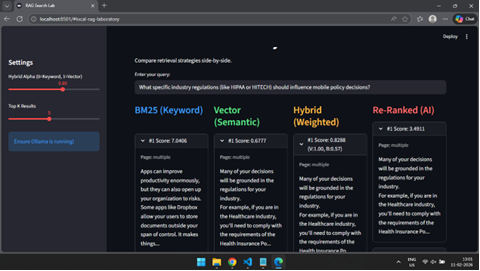 RAG Search Lab
localhost:8501/#local-rag-laboratory
Chat
Deploy
Settings
Hybrid Alpha (0=Keyword, 1=Vector)
Top K Results
Ensure Ollama is running!
Compare retrieval strategies side-by-side.
Enter your query:
What specific industry regulations (like HIPAA or HITECH) should influence mobile policy decisions?
BM25 (Keyword)
#1 Score: 7.0406
Page: multiple
Apps can improve
productivity enormously,
but they can also open up
your organization to risks.
Some apps like Dropbox
allow your users to store
documents outside your
span of control. It makes
things...
Vector
(Semantic)
#1 Score: 0.6777
Page: multiple
Many of your decisions
will be grounded in the
regulations for your
industry.
For example, if you are in
the Healthcare industry,
you'll need to comply with
the requirements of the
Health Insurance Po...
Hybrid
(Weighted)
#1 Score: 0.8288
(V:1.00, B:0.57)
Page: multiple
Many of your decisions
will be grounded in the
regulations for your
industry.
For example, if you are in
the Healthcare industry,
you'll need to comply with
the requirements of the
Health Insurance Po...
Re-Ranked (AI)
#1 Score: 3.4911
Page: multiple
Many of your decisions
will be grounded in the
regulations for your
industry.
For example, if you are in
the Healthcare industry,
you'll need to comply with
the requirements of the
Health Insurance Po...
ENG
US
13:01
11-02-2026